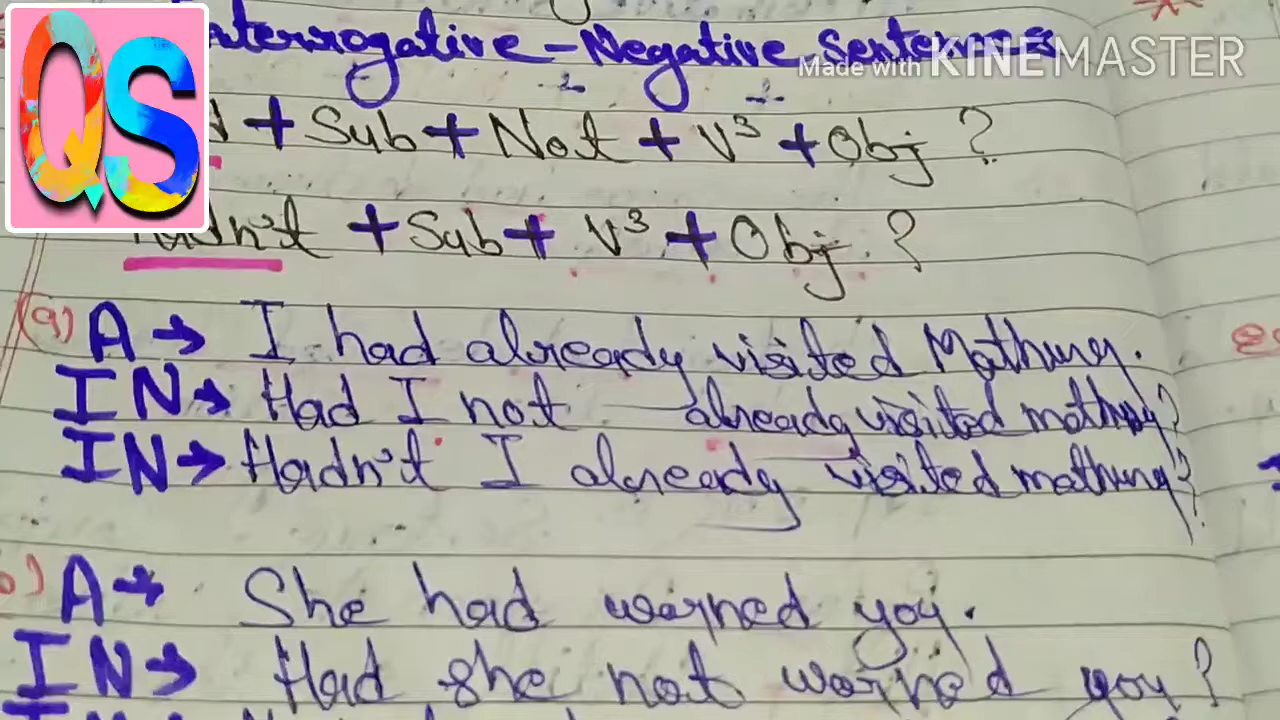 QS
Interrogative - Negative Sentences
Made with KINEMASTER
+ Sub + Not + V³ + Obj ?
Hadn't + Sub + V³ + Obj ?
(a) A → I had already visited Mathura.
IN → Had I not already visited mathura?
IN → Hadn't I already visited mathura?
b) A → She had warned you.
IN → Had she not warned you?